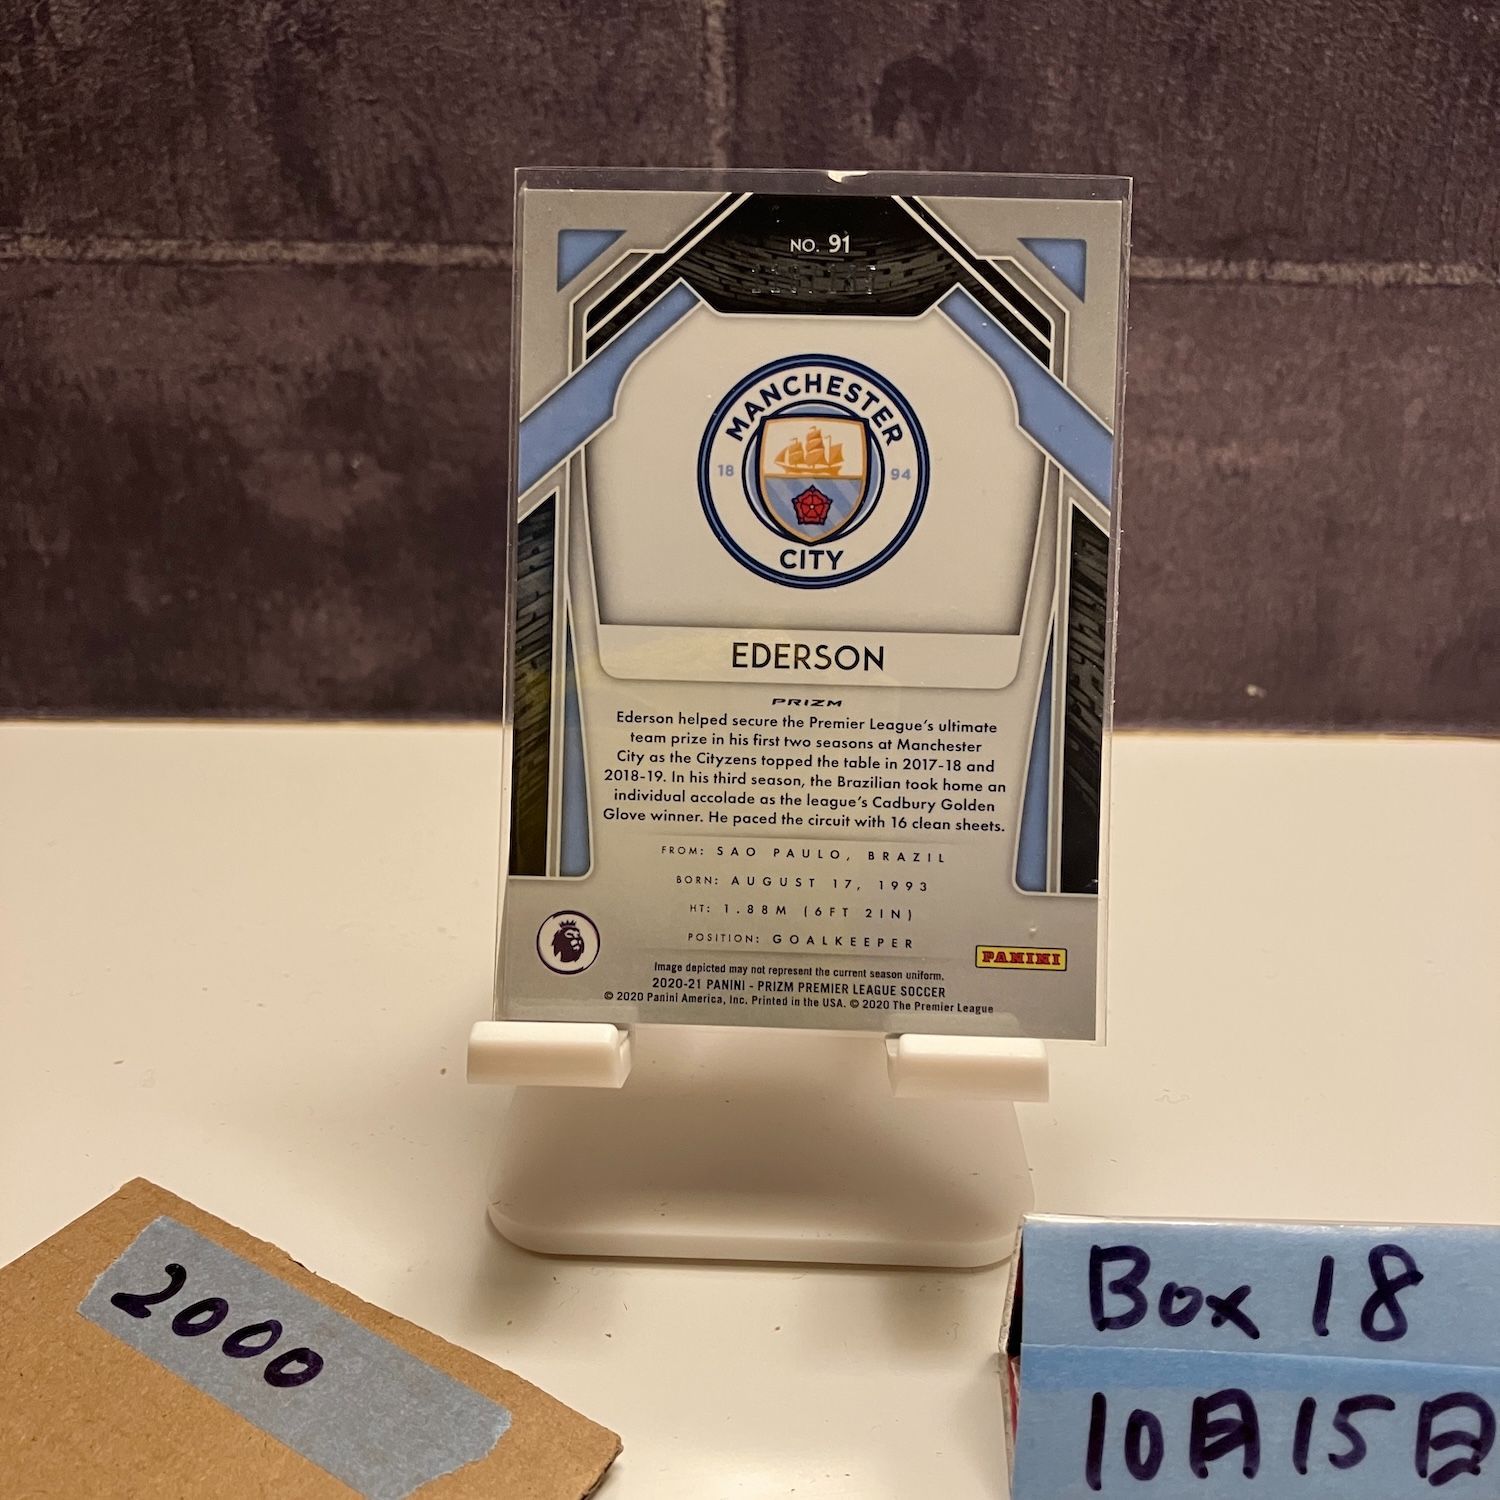 NO. 91
MANCHESTER
18 94
CITY
EDERSON
PRIZM
Ederson helped secure the Premier League's ultimate
team prize in his first two seasons at Manchester
City as the Cityzens topped the table in 2017-18 and
2018-19. In his third season, the Brazilian took home an
individual accolade as the league's Cadbury Golden
Glove winner. He paced the circuit with 16 clean sheets.
FROM: SAO PAULO, BRAZIL
BORN: AUGUST 17, 1993
HT: 1.88M (6FT 2IN)
POSITION: GOALKEEPER
PANINI
Image depicted may not represent the current season uniform.
2020-21 PANINI - PRIZM PREMIER LEAGUE SOCCER
© 2020 Panini America, Inc. Printed in the USA. © 2020 The Premier League
2000
Box 18
10月15日